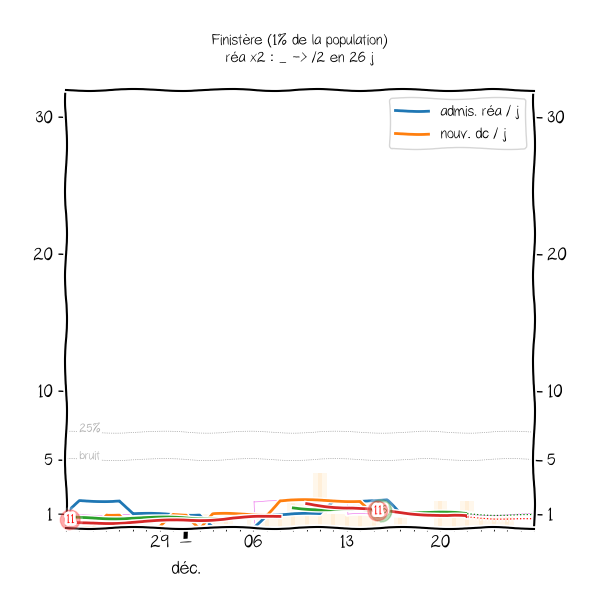 Finistère (1% de la population)
réa x2 : _ -> /2 en 26 j
admis. réa / j
nouv. dc / j
30 30
20 20
10 10
25%
5 bruit 5
1 11 11 1
29 06 13 20
déc.